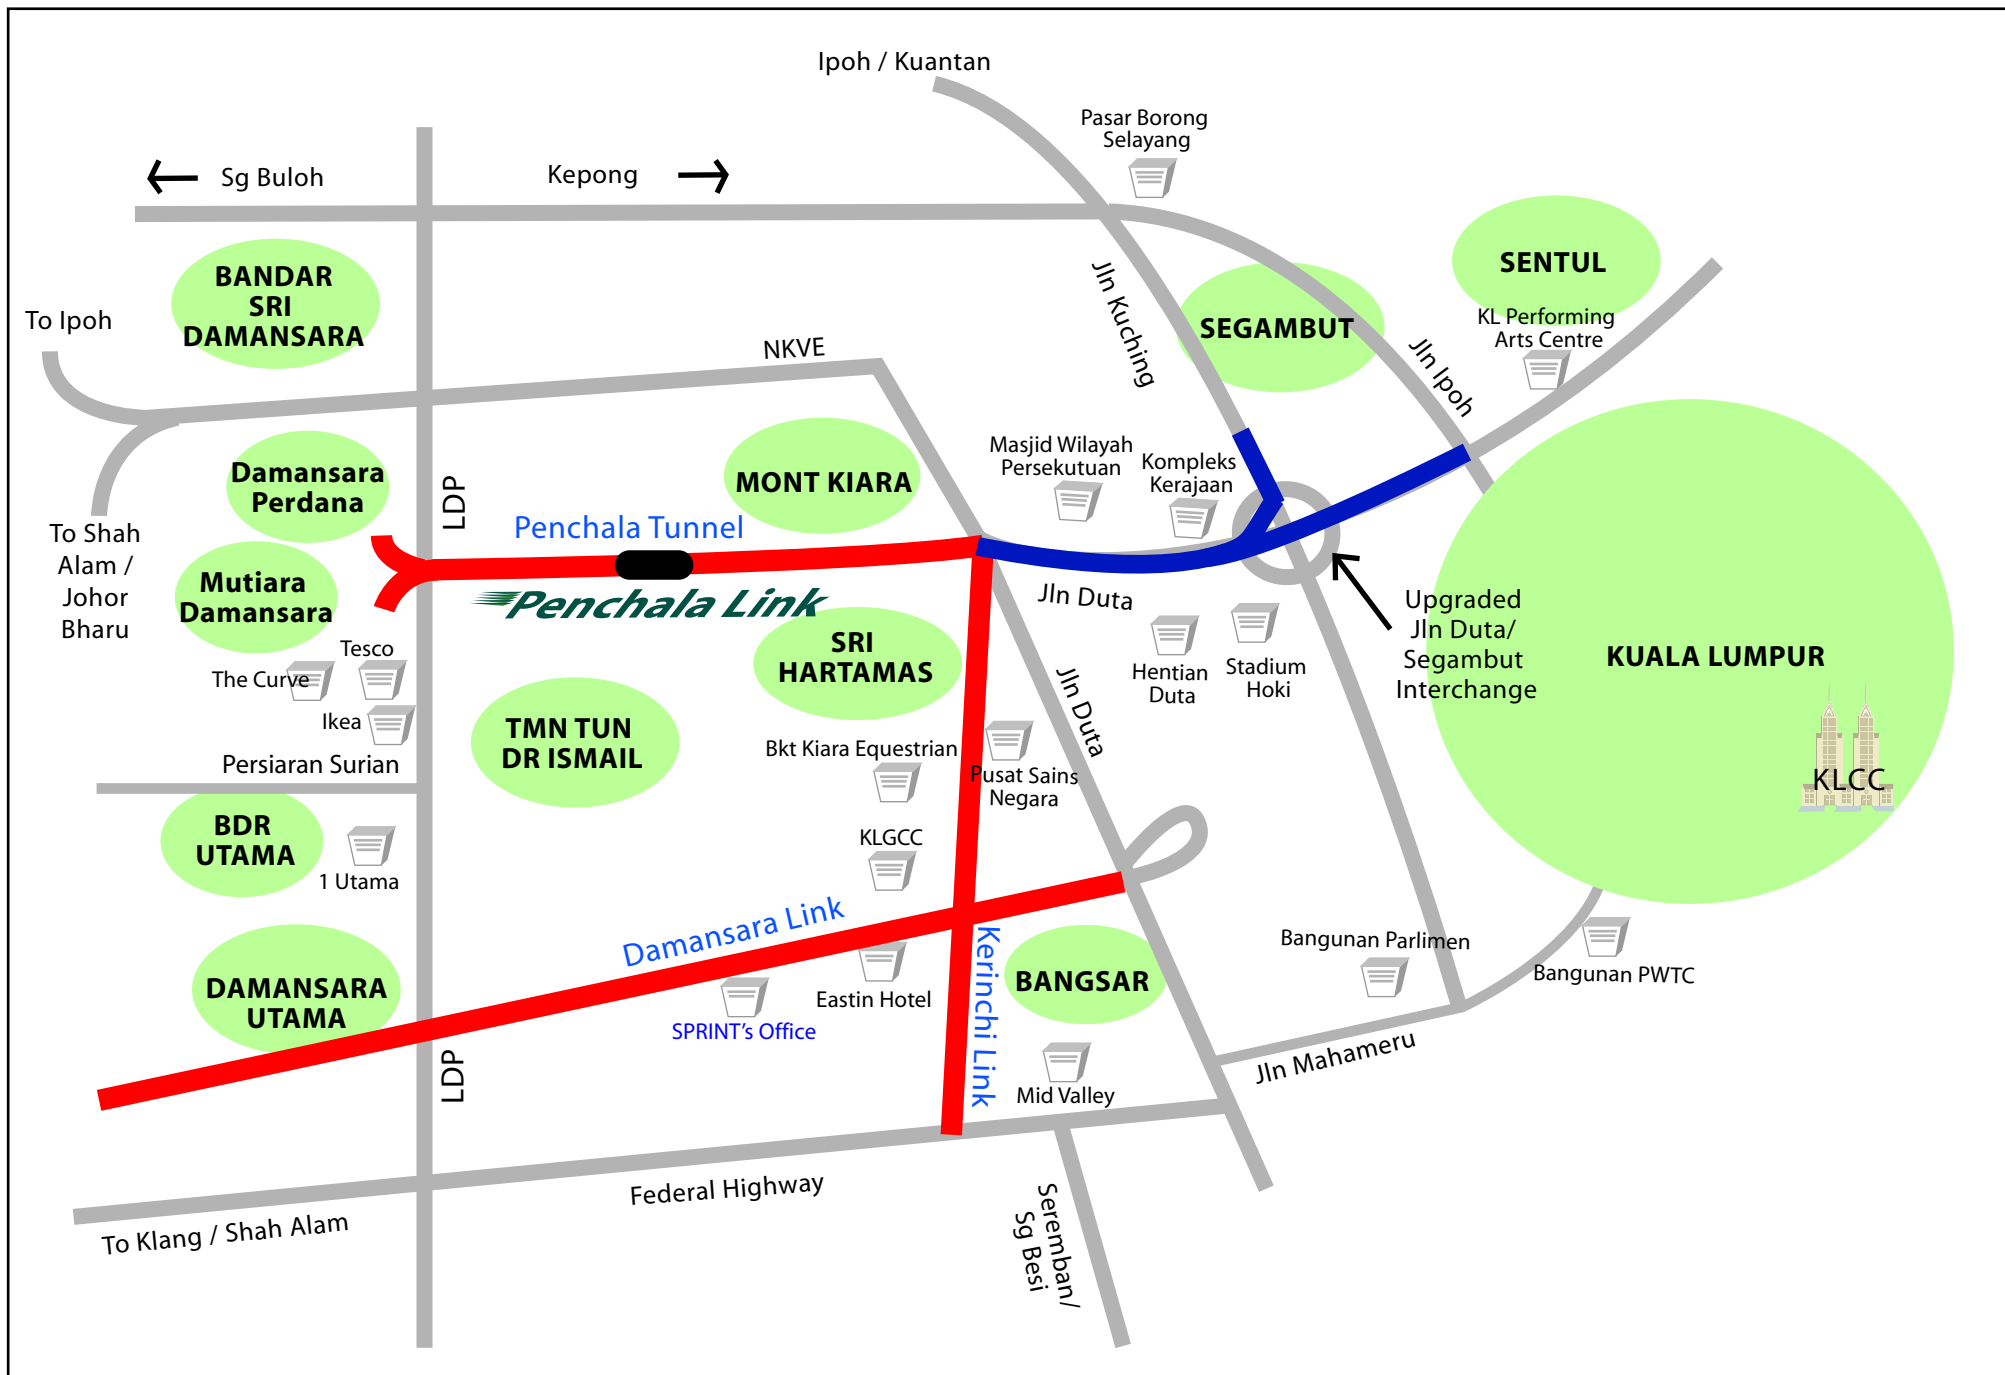 Ipoh / Kuantan
Pasar Borong
Selayang
Sg Buloh
Kepong
BANDAR
SRI
DAMANSARA
Jln Kuching
SEGAMBUT
SENTUL
KL Performing
Arts Centre
To Ipoh
NKVE
Jln Ipoh
Damansara
Perdana
LDP
MONT KIARA
Masjid Wilayah
Persekutuan
Kompleks
Kerajaan
Penchala Tunnel
To Shah
Alam /
Johor
Bharu
Mutiara
Damansara
Penchala Link
Jln Duta
Upgraded
Jln Duta/
Segambut
Interchange
KUALA LUMPUR
KLCC
Tesco
The Curve
Ikea
SRI
HARTAMAS
Hentian
Duta
Stadium
Hoki
TMN TUN
DR ISMAIL
Jln Duta
Bkt Kiara Equestrian
Pusat Sains
Negara
Persiaran Surian
BDR
UTAMA
1 Utama
KLGCC
Damansara Link
Kerinchi Link
Eastin Hotel
SPRINT's Office
BANGSAR
Bangunan Parlimen
Bangunan PWTC
DAMANSARA
UTAMA
LDP
Mid Valley
Jln Mahameru
Federal Highway
To Klang / Shah Alam
Seremban/
Sg Besi